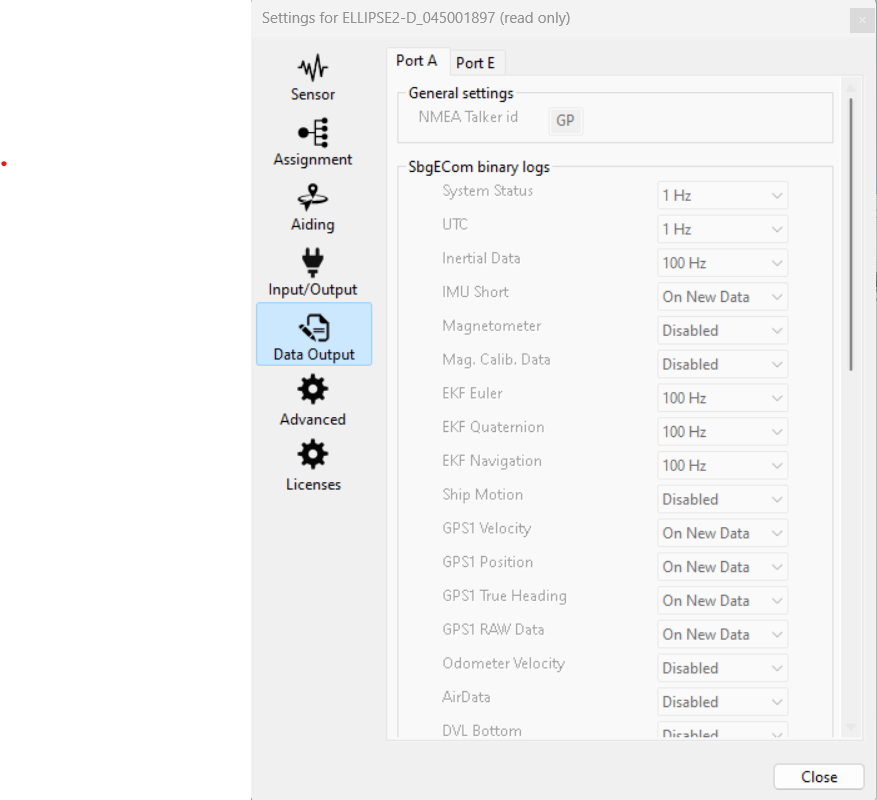 Settings for ELLIPSE2-D_045001897 (read only)
Sensor
Assignment
Aiding
Input/Output
Data Output
Advanced
Licenses
Port A
Port E
General settings
NMEA Talker id GP
SbgECom binary logs
System Status 1 Hz
UTC 1 Hz
Inertial Data 100 Hz
IMU Short On New Data
Magnetometer Disabled
Mag. Calib. Data Disabled
EKF Euler 100 Hz
EKF Quaternion 100 Hz
EKF Navigation 100 Hz
Ship Motion Disabled
GPS1 Velocity On New Data
GPS1 Position On New Data
GPS1 True Heading On New Data
GPS1 RAW Data On New Data
Odometer Velocity Disabled
AirData Disabled
DVL Bottom Disabled
Close